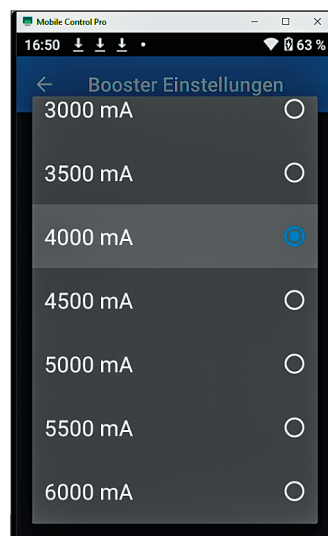 Mobile Control Pro
16:50 63 %
Booster Einstellungen
3000 mA
3500 mA
4000 mA
4500 mA
5000 mA
5500 mA
6000 mA